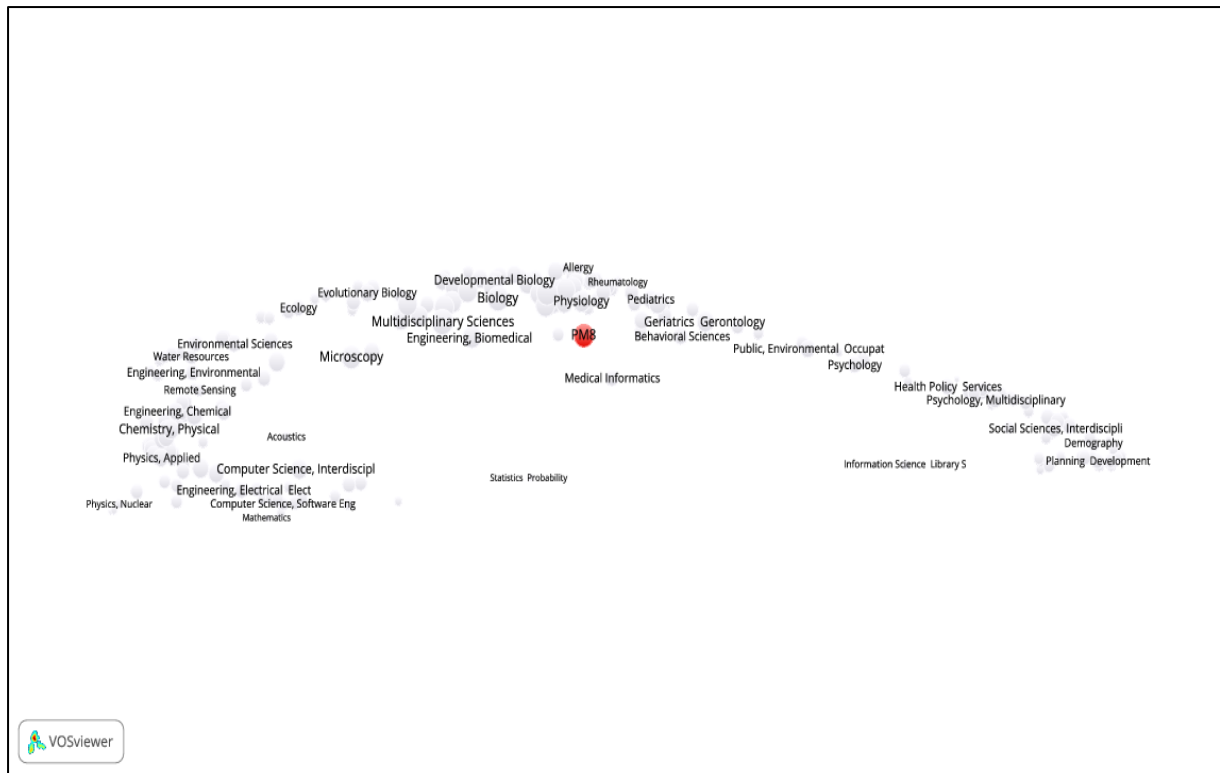 Allergy
Developmental Biology
Rheumatology
Evolutionary Biology
Biology
Physiology
Pediatrics
Ecology
Multidisciplinary Sciences
Geriatrics Gerontology
Engineering, Biomedical
PM8
Behavioral Sciences
Environmental Sciences
Public, Environmental Occupat
Water Resources
Microscopy
Psychology
Engineering, Environmental
Medical Informatics
Remote Sensing
Health Policy Services
Psychology, Multidisciplinary
Engineering, Chemical
Chemistry, Physical
Social Sciences, Interdiscipli
Acoustics
Demography
Physics, Applied
Planning Development
Information Science Library S
Computer Science, Interdiscipl
Statistics Probability
Engineering, Electrical Elect
Physics, Nuclear
Computer Science, Software Eng
Mathematics
VOSviewer